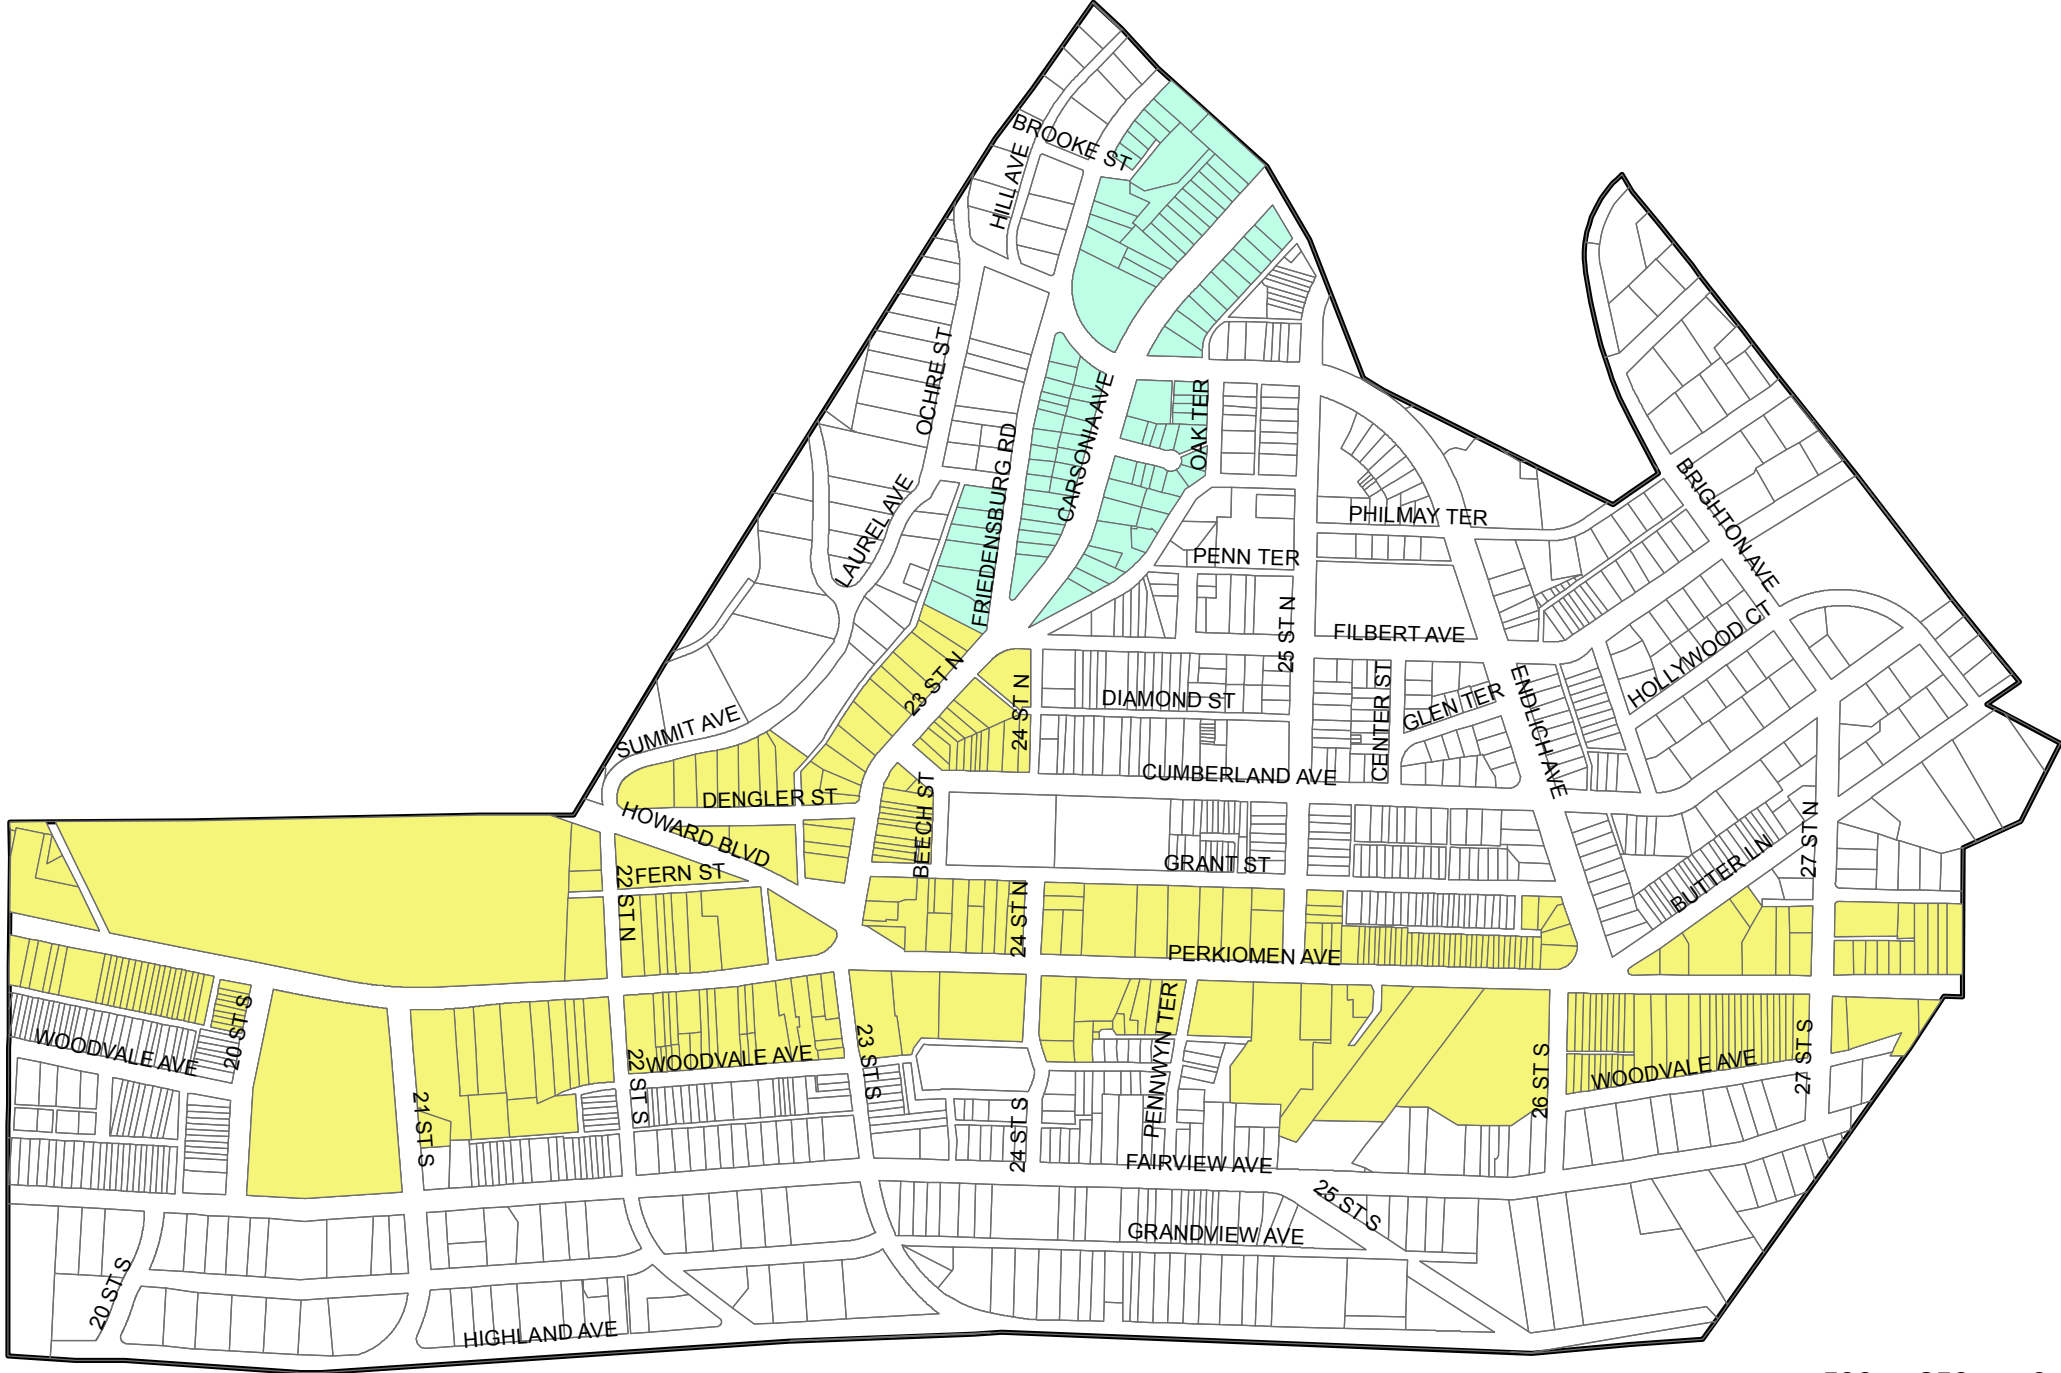 BROOKE ST
HILL AVE
OCHRE ST
CARSONIA AVE
OAK TER
FRIEDENSBURG RD
LAUREL AVE
PHILMAY TER
BRIGHTON AVE
PENN TER
25 ST N
FILBERT AVE
HOLLYWOOD CT
23 ST N
24 ST N
DIAMOND ST
CENTER ST
GLEN TER
ENDLICH AVE
SUMMIT AVE
CUMBERLAND AVE
DENGLER ST
HOWARD BLVD
BEECH ST
GRANT ST
BUTTER LN
27 ST N
FERN ST
22 ST N
24 ST N
PERKIOMEN AVE
20 ST S
WOODVALE AVE
WOODVALE AVE
22 ST S
23 ST S
PENNWYN TER
26 ST S
WOODVALE AVE
27 ST S
21 ST S
24 ST S
FAIRVIEW AVE
25 ST S
GRANDVIEW AVE
20 ST S
HIGHLAND AVE